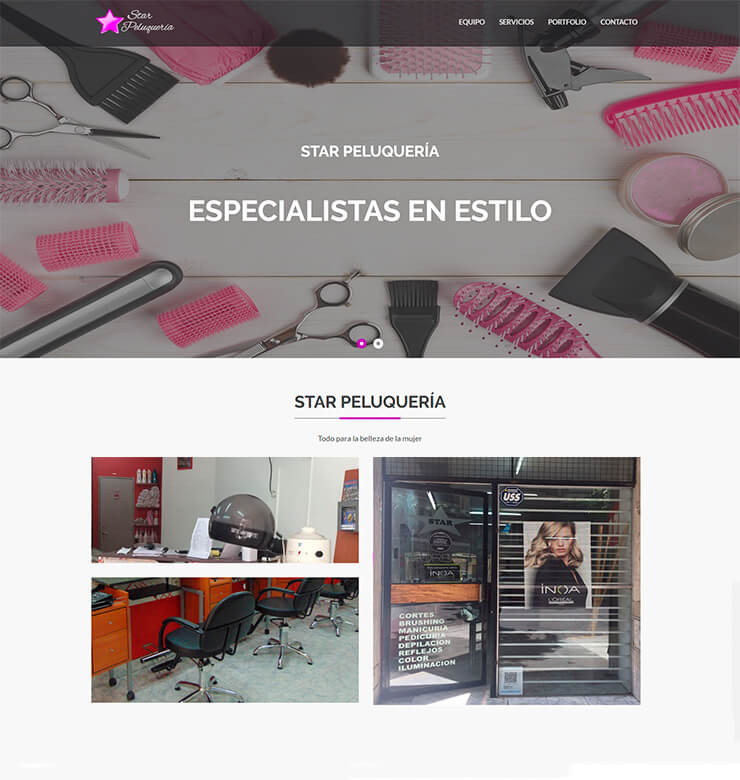 Star
Peluquería
EQUIPO SERVICIOS PORTFOLIO CONTACTO
STAR PELUQUERÍA
ESPECIALISTAS EN ESTILO
STAR PELUQUERÍA
Todo para la belleza de la mujer
STAR
INOA
CORTES
BRUSHING
MANICURIA
PEDICURIA
DEPILACION
REFLEJOS
COLOR
ILUMINACION
USS
iNOA
L'ORÉAL